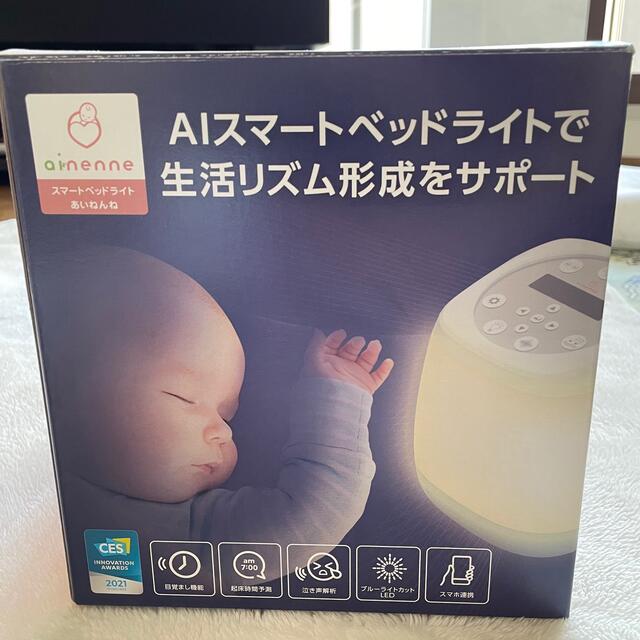 ainenne
スマートベッドライト
あいねんね
AIスマートベッドライトで
生活リズム形成をサポート
CES
INNOVATION
AWARDS
2021
目覚まし機能
am
7:00
起床時間予測
泣き声解析
ブルーライトカット
LED
スマホ連携